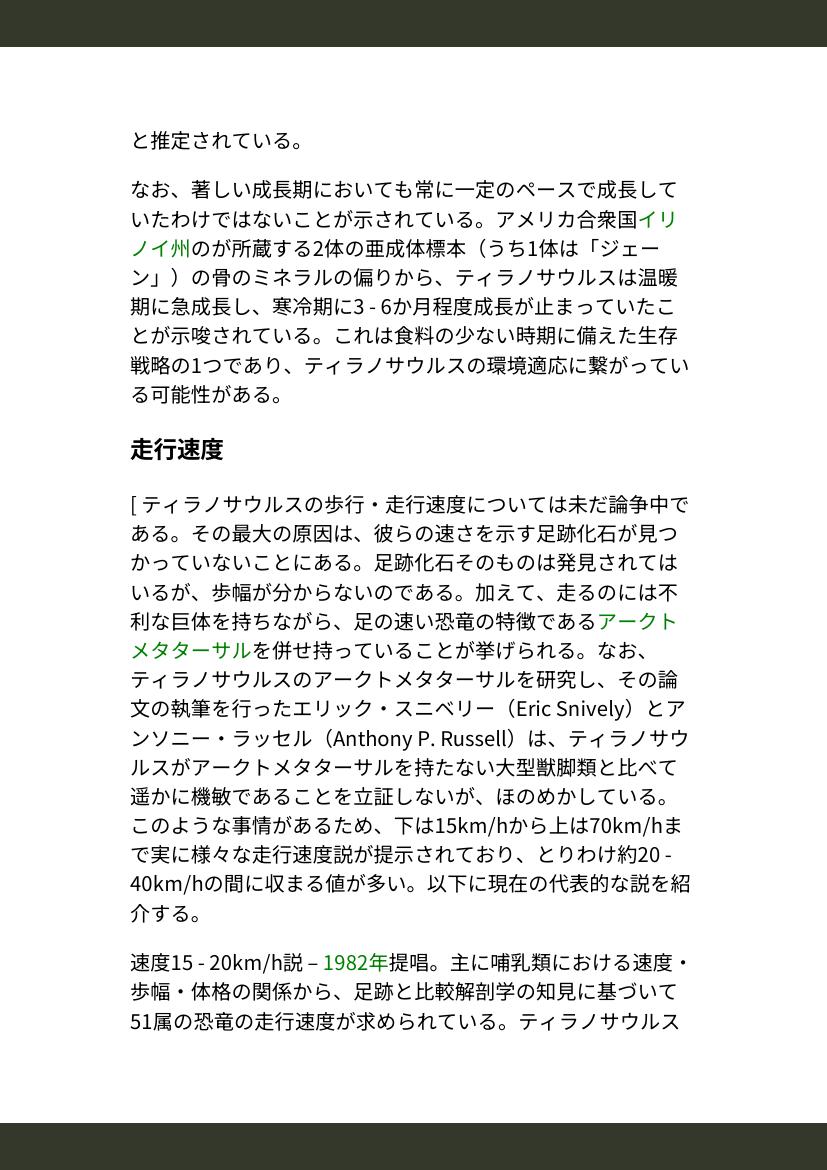 と推定されている。
なお、著しい成長期においても常に一定のペースで成長して
いたわけではないことが示されている。アメリカ合衆国イリ
ノイ州のが所蔵する2体の亜成体標本（うち1体は「ジェー
ン」）の骨のミネラルの偏りから、ティラノサウルスは温暖
期に急成長し、寒冷期に3 - 6か月程度成長が止まっていたこ
とが示唆されている。これは食料の少ない時期に備えた生存
戦略の1つであり、ティラノサウルスの環境適応に繋がってい
る可能性がある。
走行速度
[ ティラノサウルスの歩行・走行速度については未だ論争中で
ある。その最大の原因は、彼らの速さを示す足跡化石が見つ
かっていないことにある。足跡化石そのものは発見されては
いるが、歩幅が分からないのである。加えて、走るのには不
利な巨体を持ちながら、足の速い恐竜の特徴であるアークト
メタターサルを併せ持っていることが挙げられる。なお、
ティラノサウルスのアークトメタターサルを研究し、その論
文の執筆を行ったエリック・スニベリー（Eric Snively）とア
ンソニー・ラッセル（Anthony P. Russell）は、ティラノサウ
ルスがアークトメタターサルを持たない大型獣脚類と比べて
遥かに機敏であることを立証しないが、ほのめかしている。
このような事情があるため、下は15km/hから上は70km/hま
で実に様々な走行速度説が提示されており、とりわけ約20 -
40km/hの間に収まる値が多い。以下に現在の代表的な説を紹
介する。
速度15 - 20km/h説 – 1982年提唱。主に哺乳類における速度・
歩幅・体格の関係から、足跡と比較解剖学の知見に基づいて
51属の恐竜の走行速度が求められている。ティラノサウルス